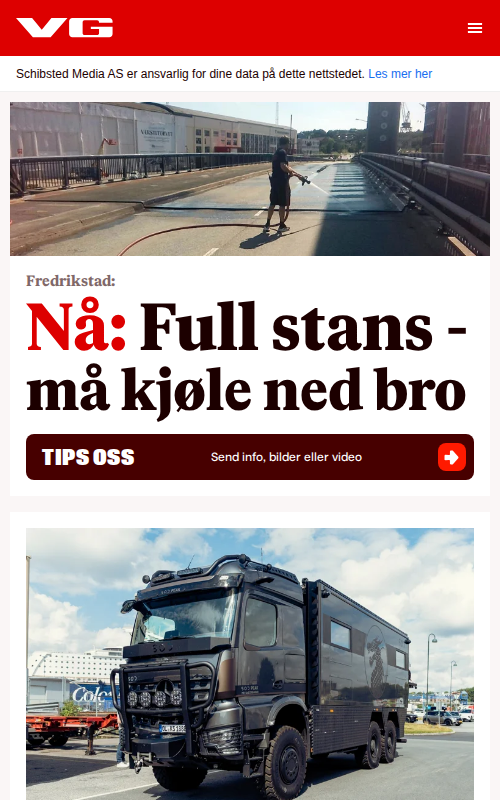 VG
Schibsted Media AS er ansvarlig for dine data på dette nettstedet. Les mer her
Fredrikstad:
Nå: Full stans -
må kjøle ned bro
TIPS OSS
Send info, bilder eller video
Color